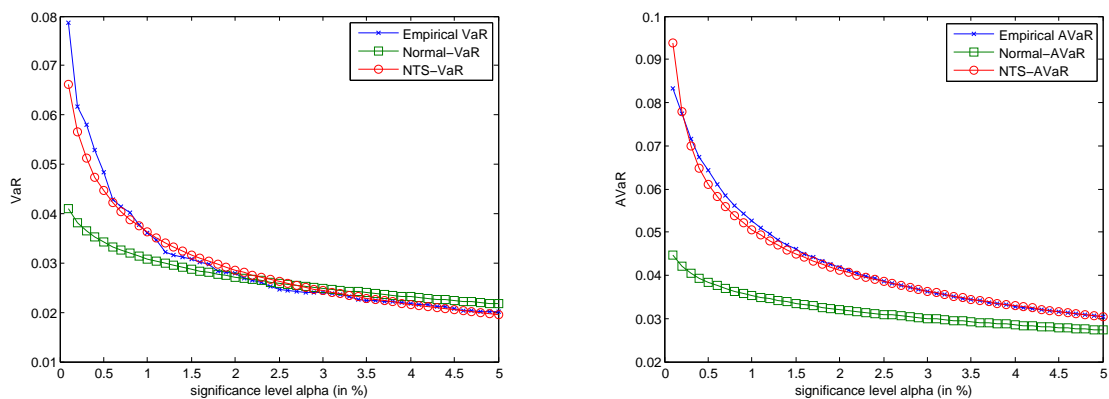 0.08
0.07
0.06
0.05
0.04
0.03
0.02
0.01
VaR
Empirical VaR
Normal−VaR
NTS−VaR
0 0.5 1 1.5 2 2.5 3 3.5 4 4.5 5
significance level alpha (in %)
0.1
0.09
0.08
0.07
0.06
0.05
0.04
0.03
0.02
AVaR
Empirical AVaR
Normal−AVaR
NTS−AVaR
0 0.5 1 1.5 2 2.5 3 3.5 4 4.5 5
significance level alpha (in %)